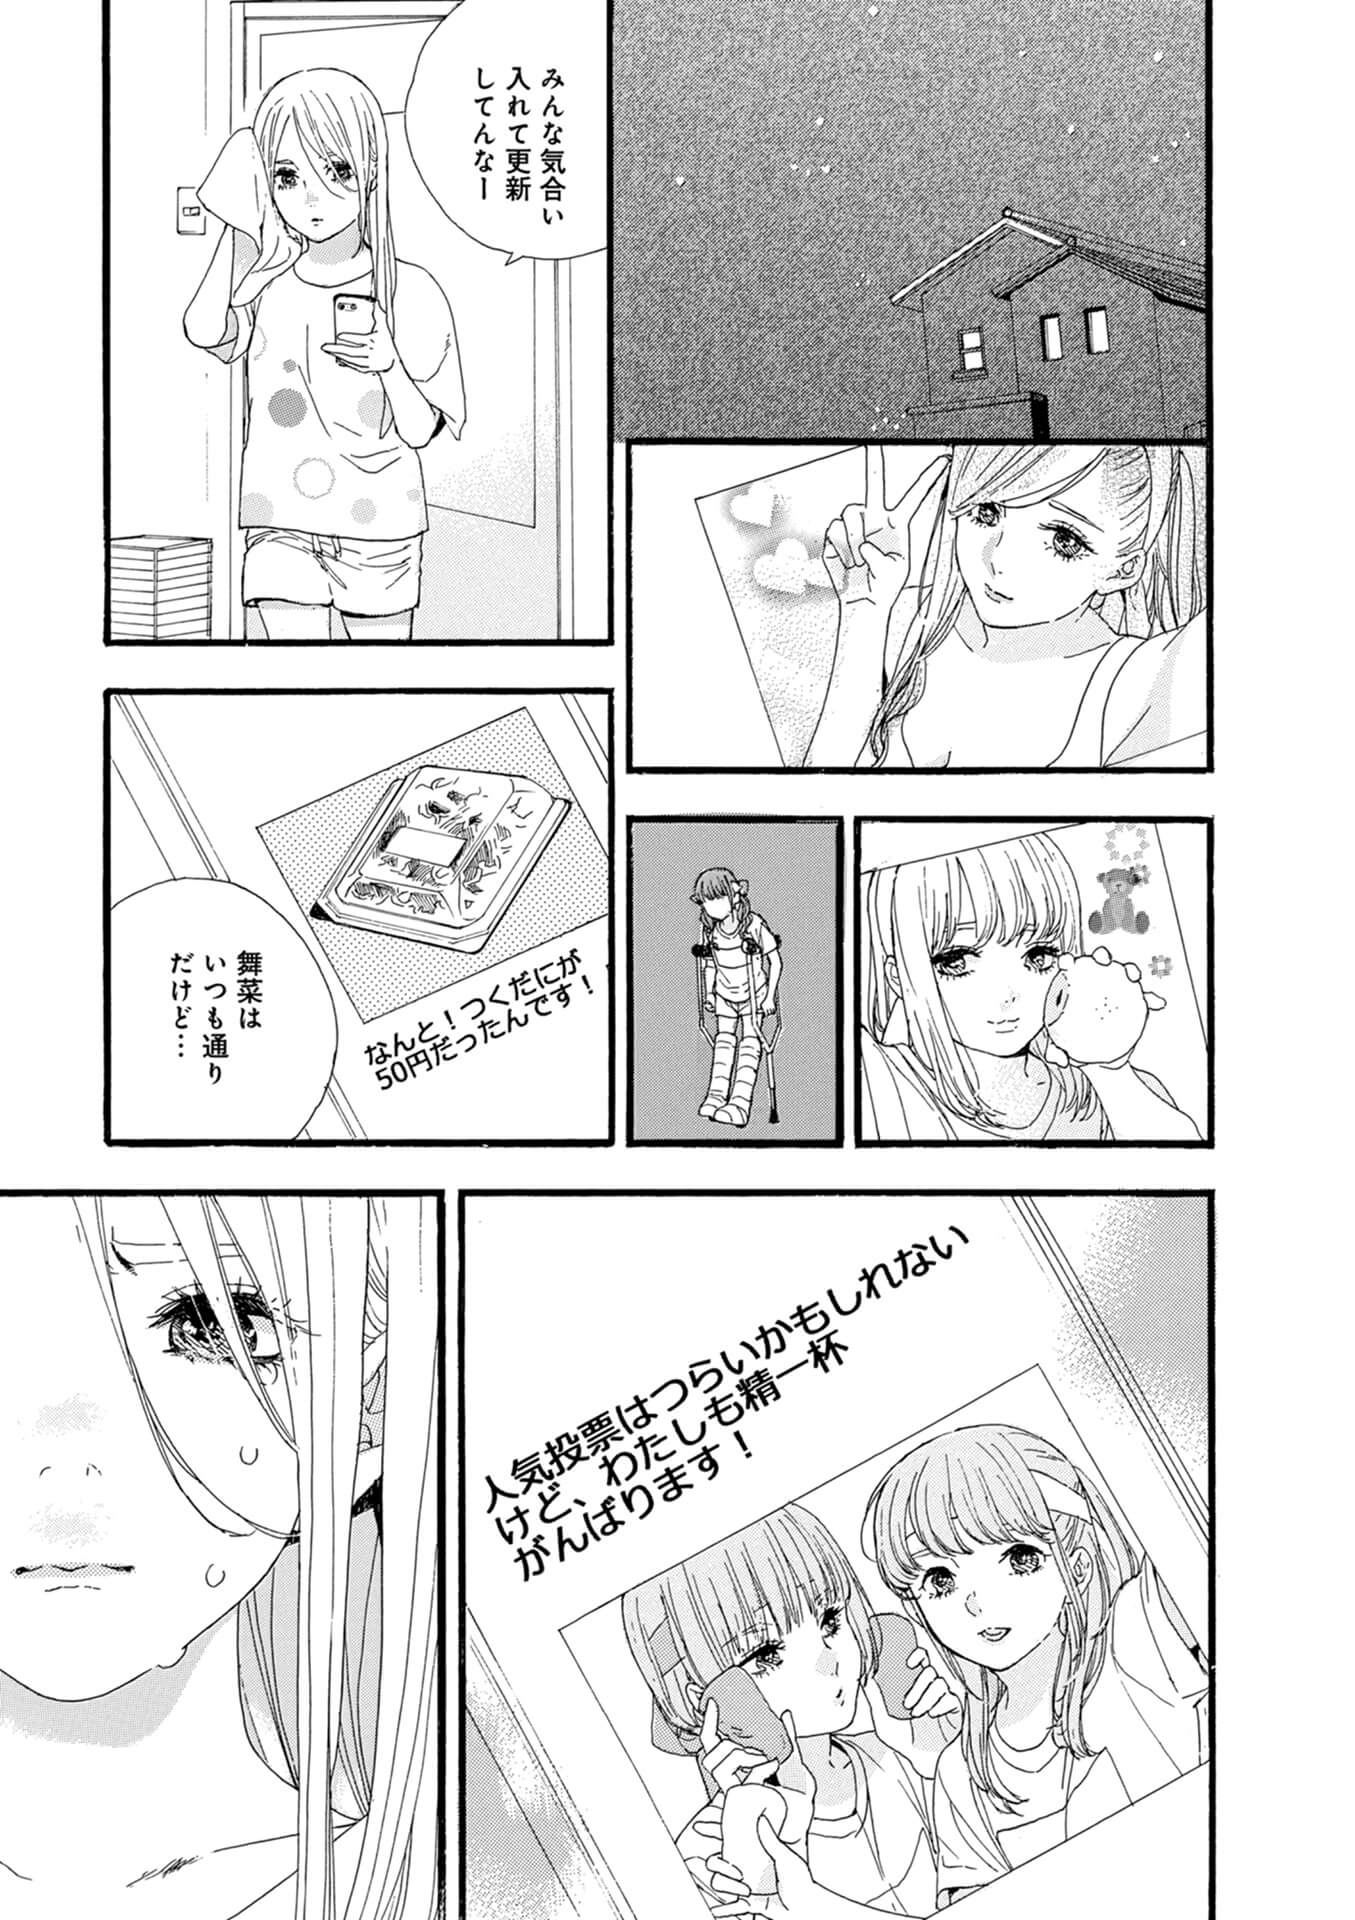 みんな気合い
入れて更新
してんなー
なんと！つくだにが
50円だったんです！
舞菜は
いつも通り
だけど…
人気投票はつらいかもしれない
けど、わたしも精一杯
がんばります！